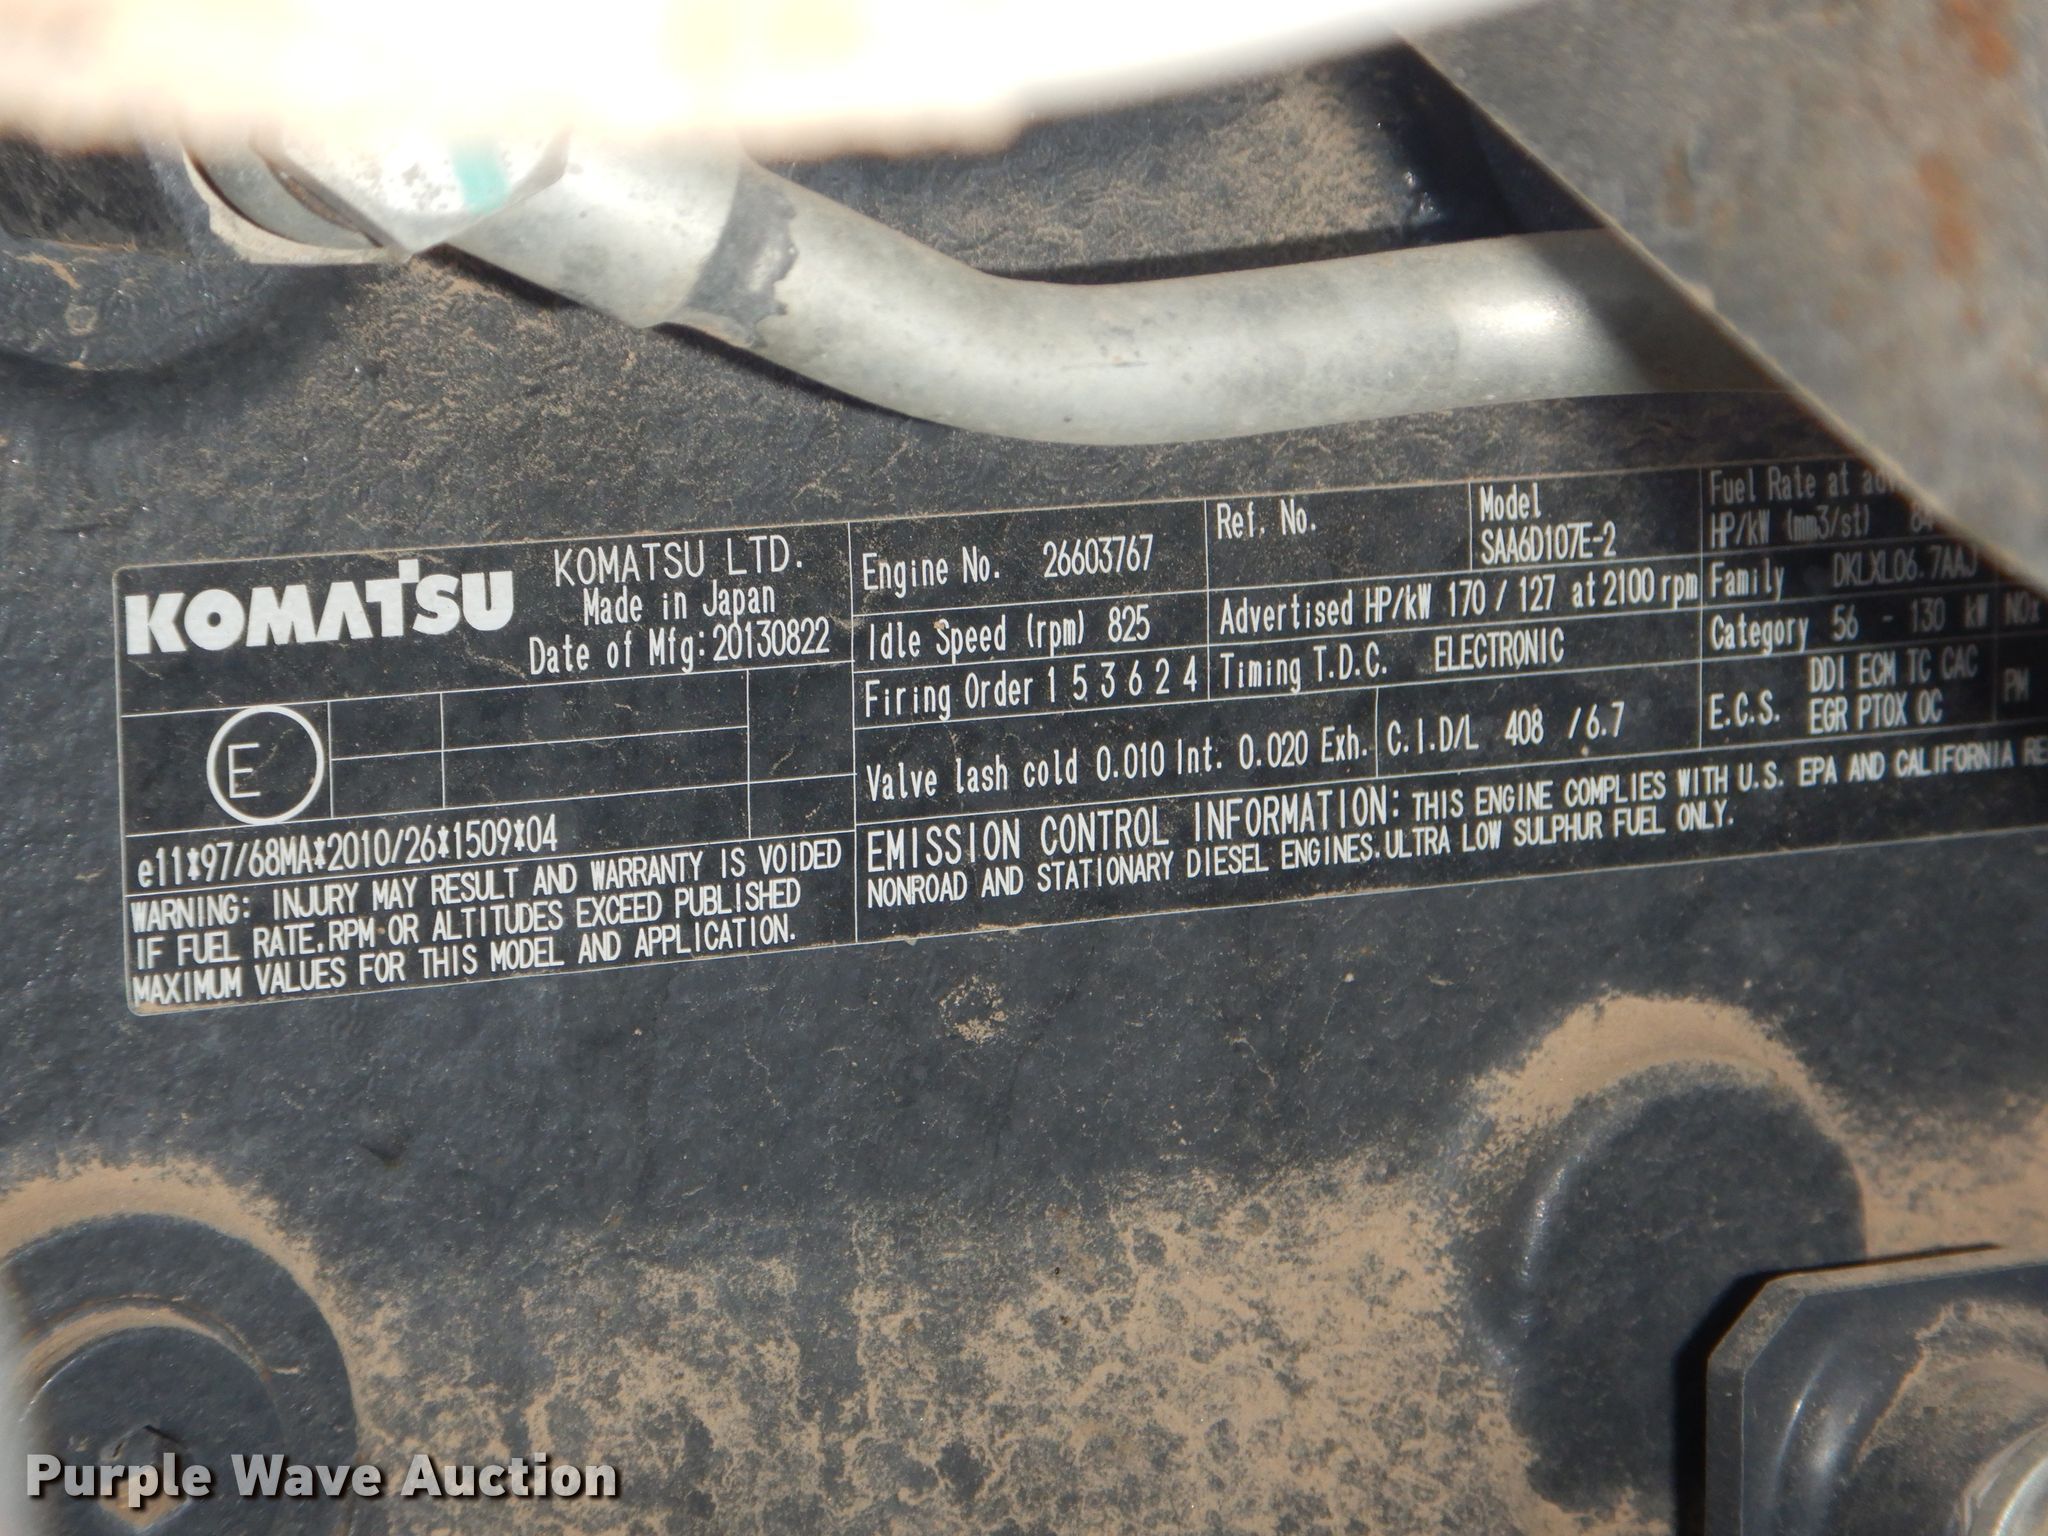 KOMATSU
KOMATSU LTD.
Made in Japan
Date of Mfg:20130822
E
e11*97/68MA*2010/26*1509*04
WARNING: INJURY MAY RESULT AND WARRANTY IS VOIDED
IF FUEL RATE.RPM OR ALTITUDES EXCEED PUBLISHED
MAXIMUM VALUES FOR THIS MODEL AND APPLICATION.
Engine No. 26603767
Ref. No.
Model
SAA6D107E-2
Fuel Rate at
HP/kW (mm3/st)
Idle Speed (rpm) 825
Advertised HP/kW 170 / 127 at 2100 rpm
Family DKLXL06.7AAJ
Firing Order 1 5 3 6 2 4
Timing T.D.C. ELECTRONIC
Category 56 - 130 kW
NOx
Valve lash cold 0.010 Int. 0.020 Exh.
C.I.D/L 408 /6.7
E.C.S. DDI ECM TC CAC
EGR PTOX OC
PM
EMISSION CONTROL INFORMATION: THIS ENGINE COMPLIES WITH U.S. EPA AND CALIFORNIA
NONROAD AND STATIONARY DIESEL ENGINES.ULTRA LOW SULPHUR FUEL ONLY.
Purple Wave Auction